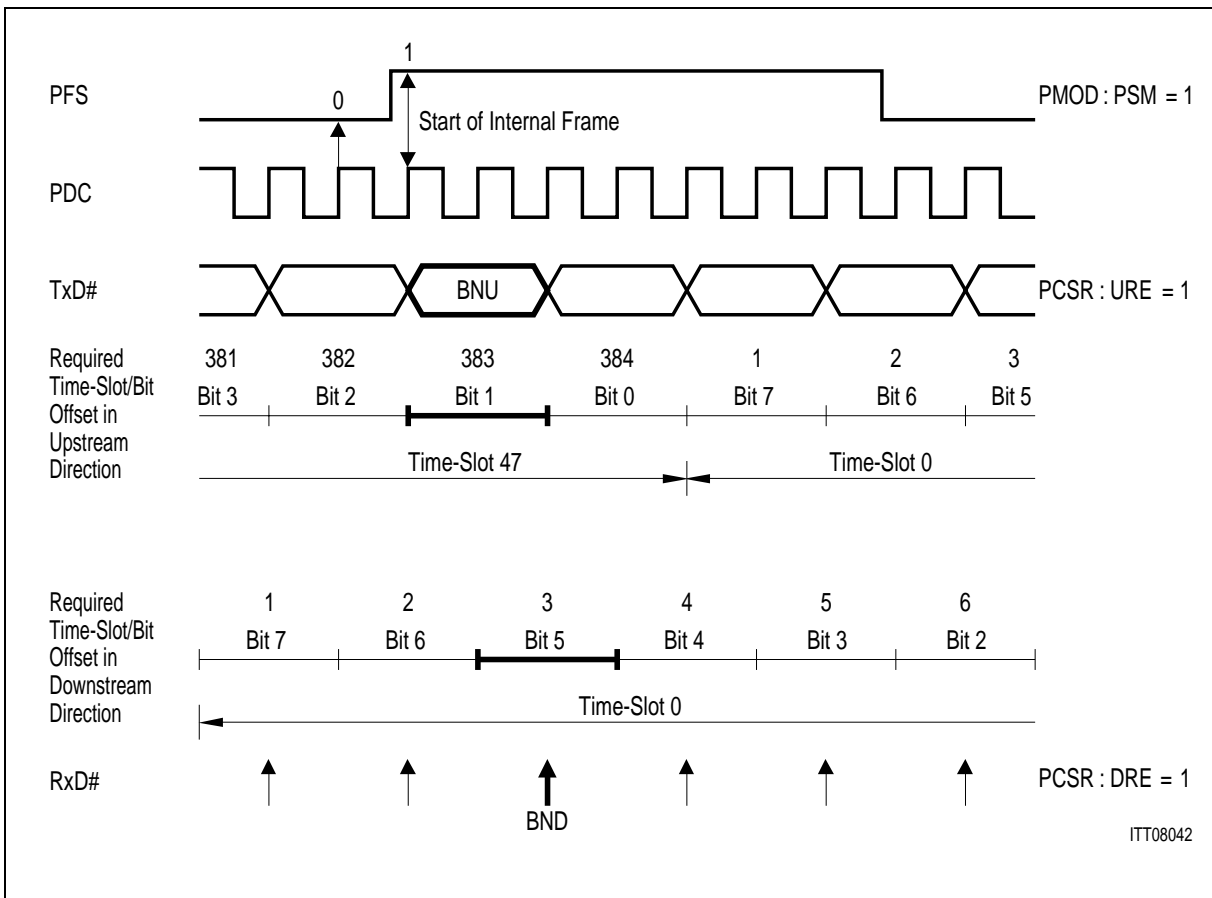 1
PFS
0
PMOD : PSM = 1
Start of Internal Frame
PDC
TxD#
BNU
PCSR : URE = 1
Required
Time-Slot/Bit
Offset in
Upstream
Direction
381 382 383 384 1 2 3
Bit 3 Bit 2 Bit 1 Bit 0 Bit 7 Bit 6 Bit 5
Time-Slot 47 Time-Slot 0
Required
Time-Slot/Bit
Offset in
Downstream
Direction
1 2 3 4 5 6
Bit 7 Bit 6 Bit 5 Bit 4 Bit 3 Bit 2
Time-Slot 0
RxD#
PCSR : DRE = 1
BND
ITT08042